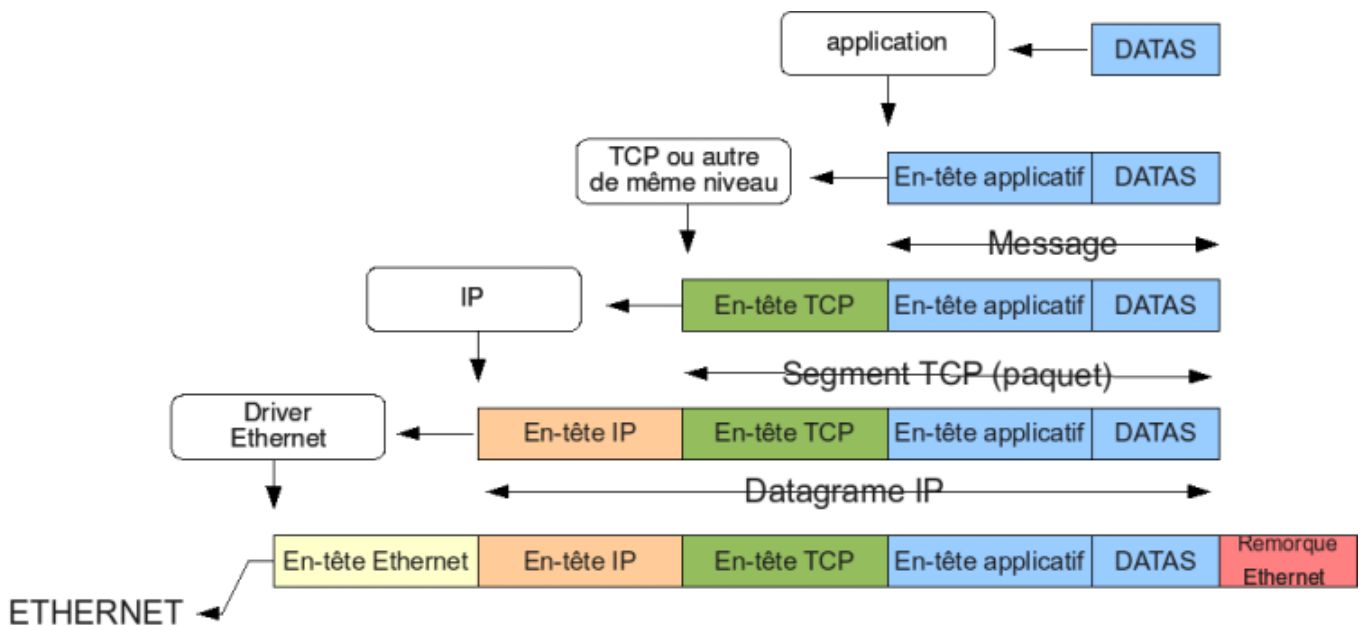 application
DATAS
TCP ou autre
de même niveau
En-tête applicatif
DATAS
Message
IP
En-tête TCP
En-tête applicatif
DATAS
Segment TCP (paquet)
Driver
Ethernet
En-tête IP
En-tête TCP
En-tête applicatif
DATAS
Datagrame IP
En-tête Ethernet
En-tête IP
En-tête TCP
En-tête applicatif
DATAS
Remorque
Ethernet
ETHERNET